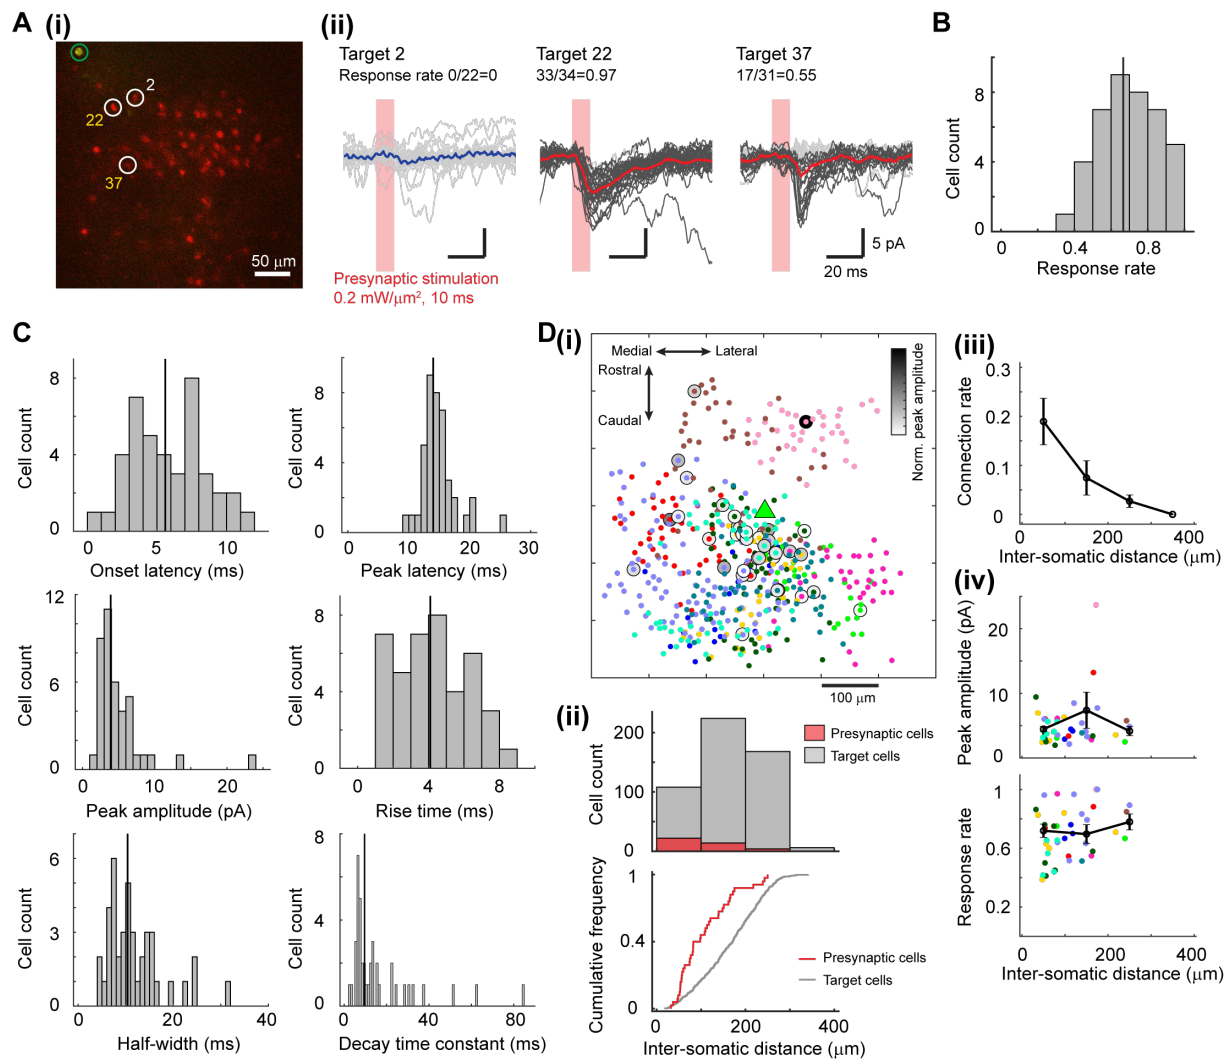 A (i)
2
22
37
50 μm
(ii)
Target 2
Response rate 0/22=0
Target 22
33/34=0.97
Target 37
17/31=0.55
5 pA
20 ms
Presynaptic stimulation
0.2 mW/μm², 10 ms
B
Cell count
8
4
0
0 0.4 0.8
Response rate
C
Cell count
8
4
0
0 5 10
Onset latency (ms)
Cell count
8
4
0
0 10 20 30
Peak latency (ms)
Cell count
12
6
0
0 10 20
Peak amplitude (pA)
Cell count
8
4
0
0 4 8
Rise time (ms)
Cell count
7
3
0
0 20 40
Half-width (ms)
Cell count
8
4
2
0
0 40 80
Decay time constant (ms)
D (i)
Medial Lateral
Rostral
Caudal
Norm. peak amplitude
100 μm
(ii)
Cell count
200
100
0
Presynaptic cells
Target cells
Cumulative frequency
1
0.4
0
Presynaptic cells
Target cells
0 200 400
Inter-somatic distance (μm)
(iii)
Connection rate
0.3
0.2
0.1
0
0 200 400
Inter-somatic distance (μm)
(iv)
Peak amplitude (pA)
20
10
0
Response rate
1
0.6
0.2
0 200 400
Inter-somatic distance (μm)